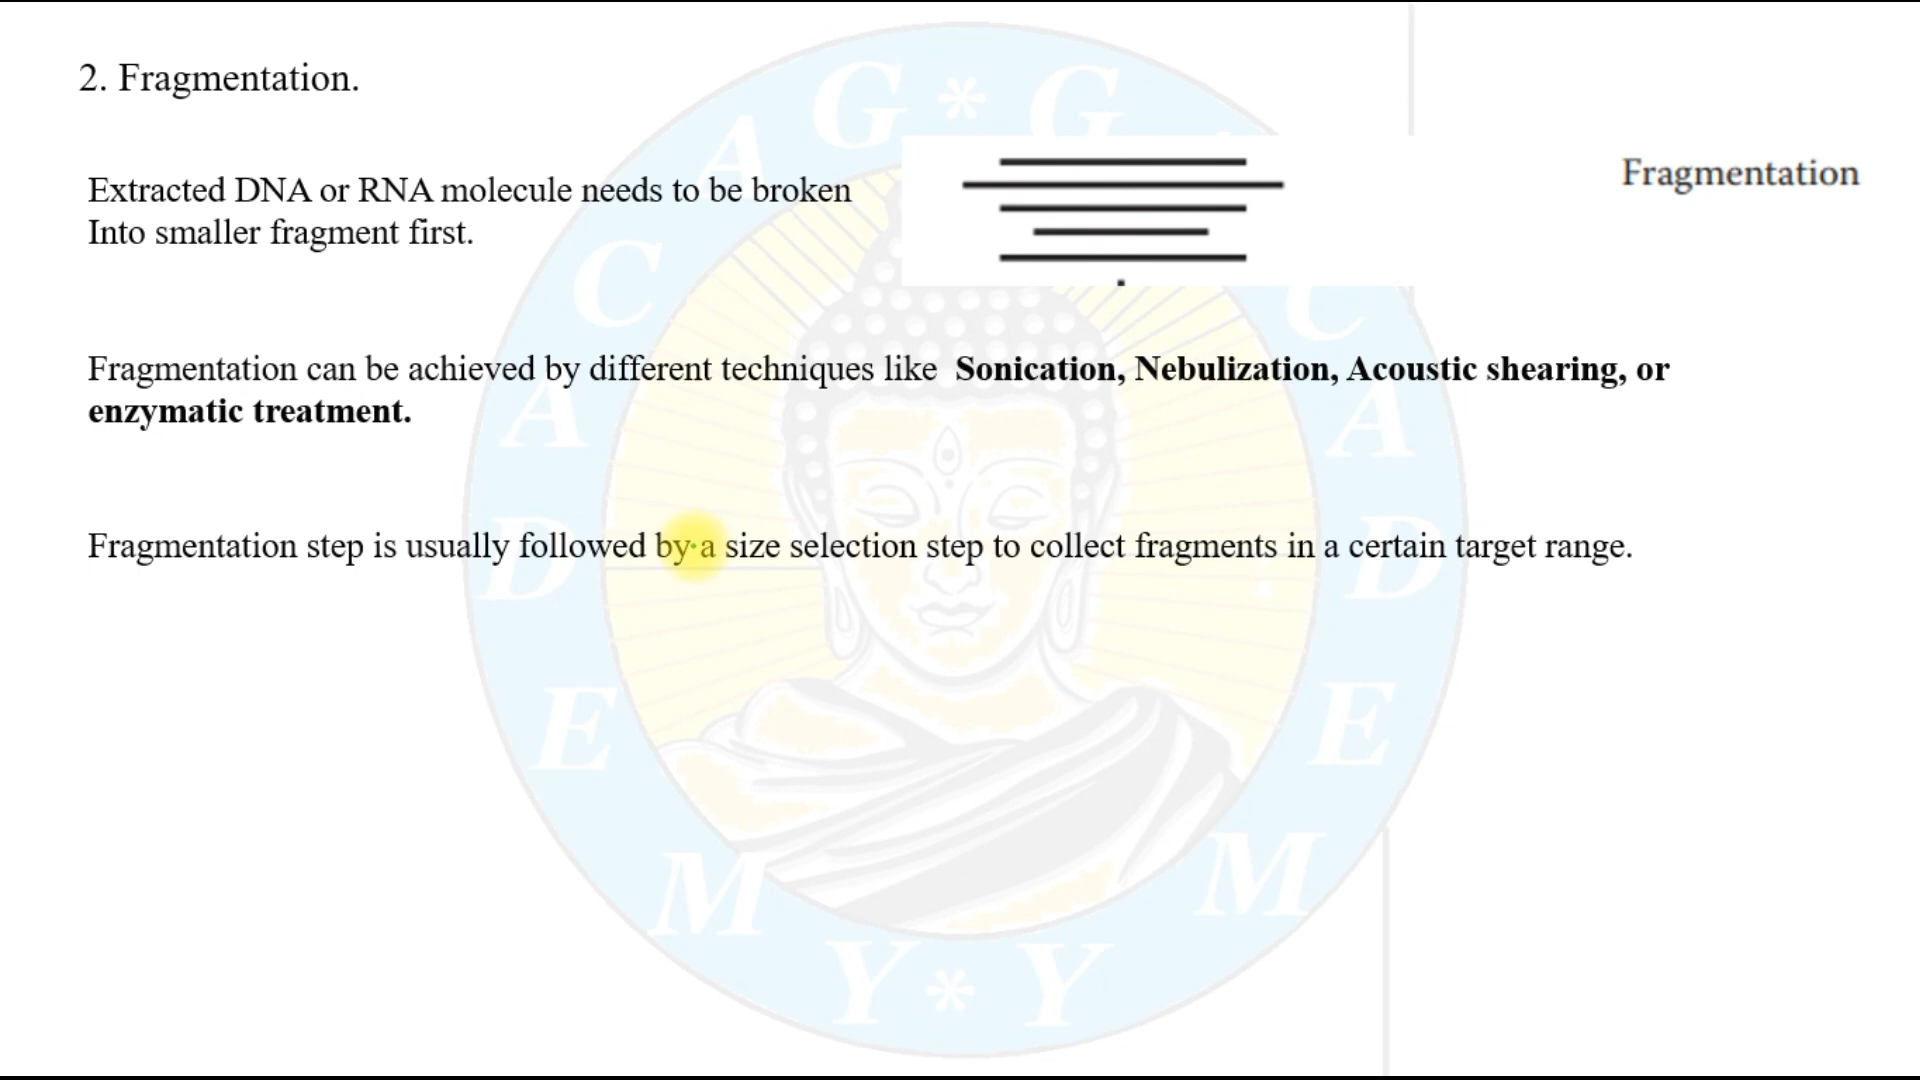 2. Fragmentation.
Extracted DNA or RNA molecule needs to be broken
Into smaller fragment first.
Fragmentation
Fragmentation can be achieved by different techniques like Sonication, Nebulization, Acoustic shearing, or
enzymatic treatment.
Fragmentation step is usually followed by a size selection step to collect fragments in a certain target range.
G * G
A
C C
A A
D D
E E
M M
Y * Y